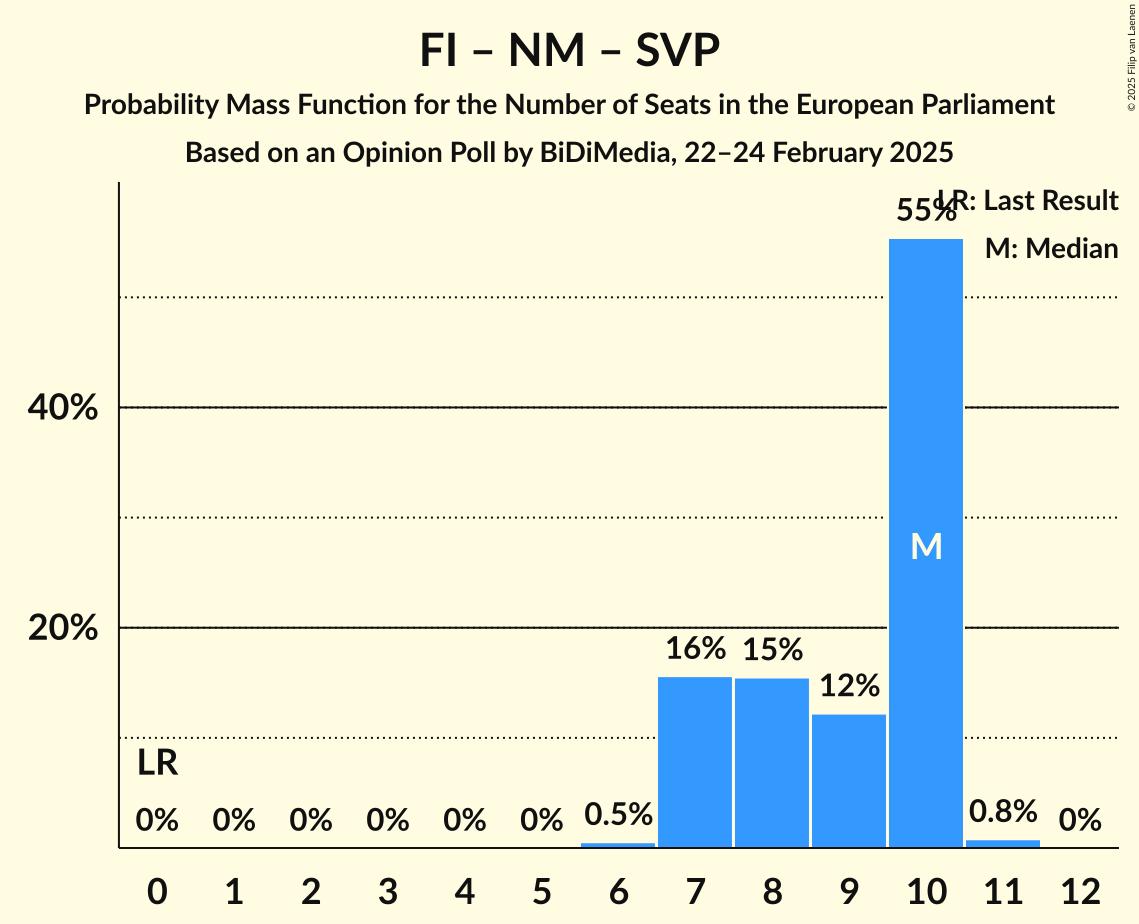 FI – NM – SVP
Probability Mass Function for the Number of Seats in the European Parliament
Based on an Opinion Poll by BiDiMedia, 22–24 February 2025
© 2025 Filip van Laenen
LR: Last Result
M: Median
55%
40%
M
20%
16% 15%
12%
LR
0% 0% 0% 0% 0% 0% 0.5% 0.8% 0%
0 1 2 3 4 5 6 7 8 9 10 11 12